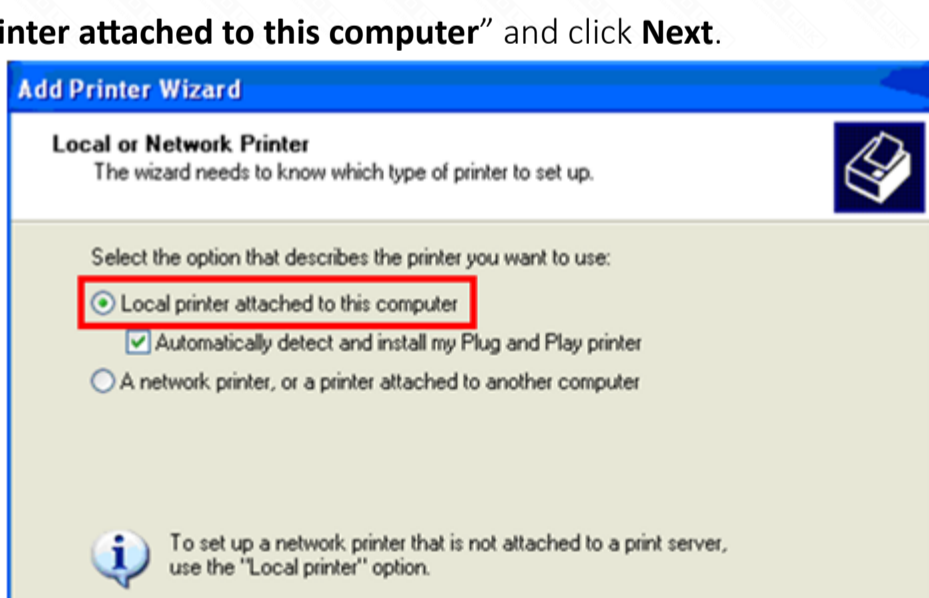 inter attached to this computer” and click Next.
Add Printer Wizard
Local or Network Printer
The wizard needs to know which type of printer to set up.
Select the option that describes the printer you want to use:
Local printer attached to this computer
Automatically detect and install my Plug and Play printer
A network printer, or a printer attached to another computer
To set up a network printer that is not attached to a print server,
use the "Local printer" option.